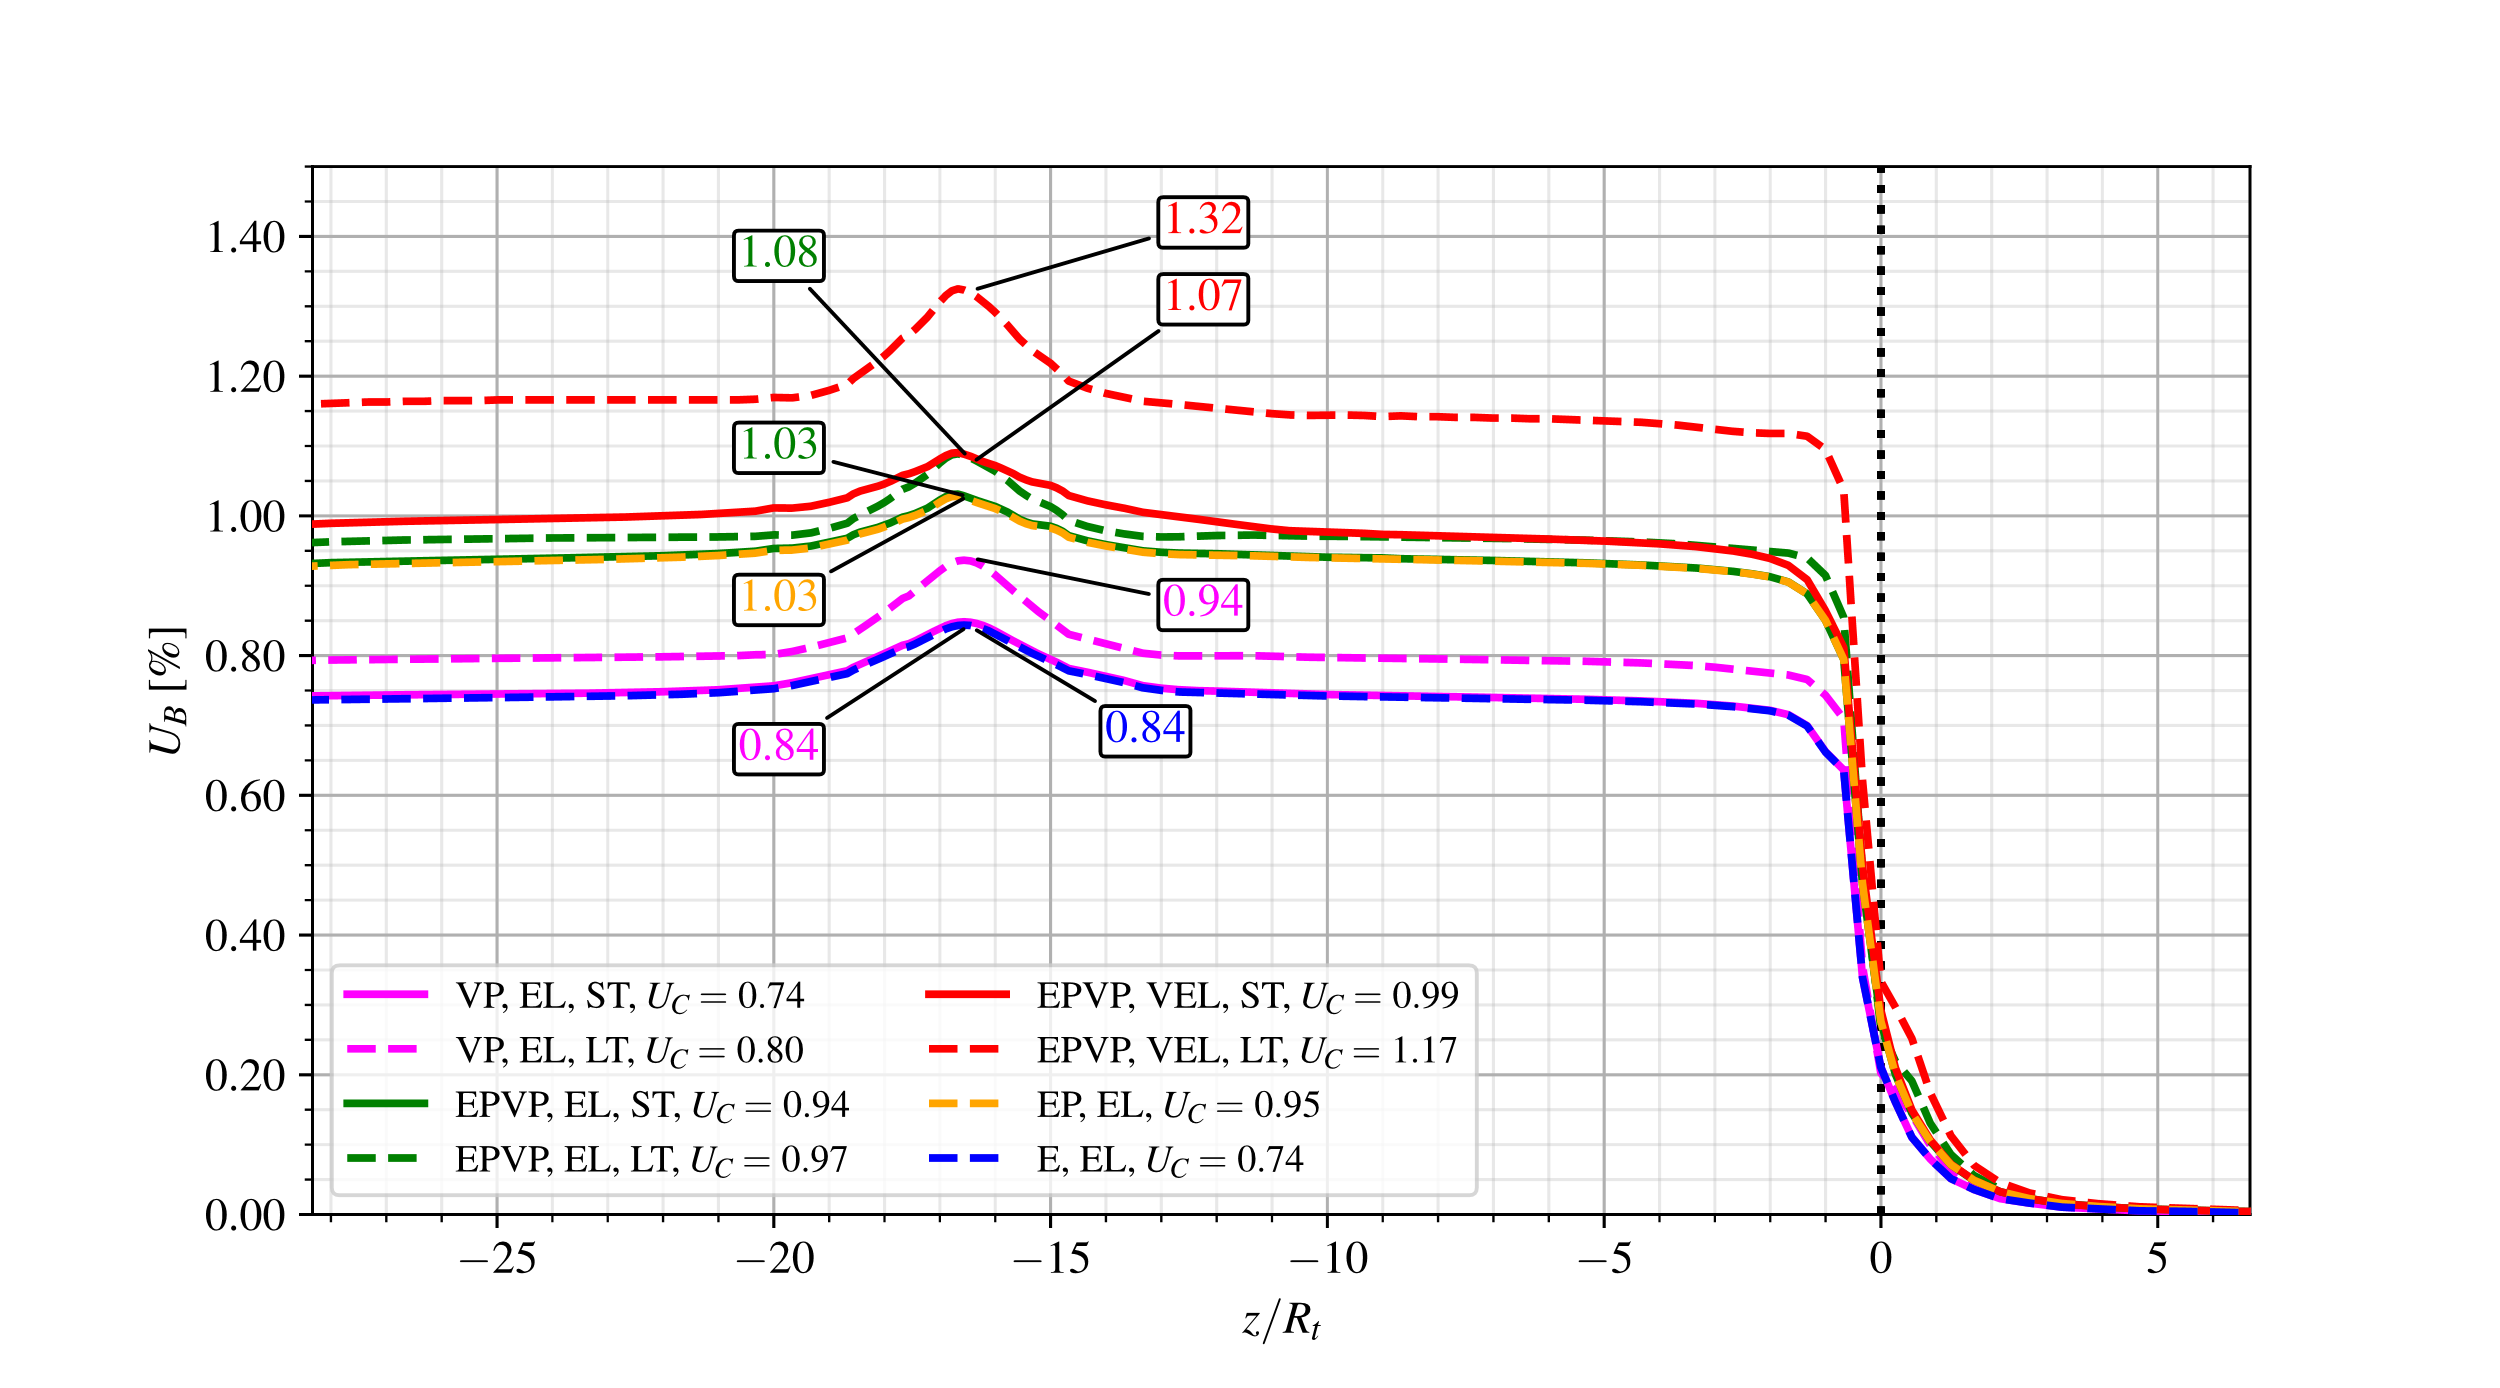 1.40
1.20
1.00
0.80
0.60
0.40
0.20
0.00
U_B [%]
1.32
1.08
1.07
1.03
1.03
0.94
0.84
0.84
VP, EL, ST, U_C = 0.74
VP, EL, LT, U_C = 0.80
EPVP, EL, ST, U_C = 0.94
EPVP, EL, LT, U_C = 0.97
EPVP, VEL, ST, U_C = 0.99
EPVP, VEL, LT, U_C = 1.17
EP, EL, U_C = 0.95
E, EL, U_C = 0.74
−25 −20 −15 −10 −5 0 5
z/R_t